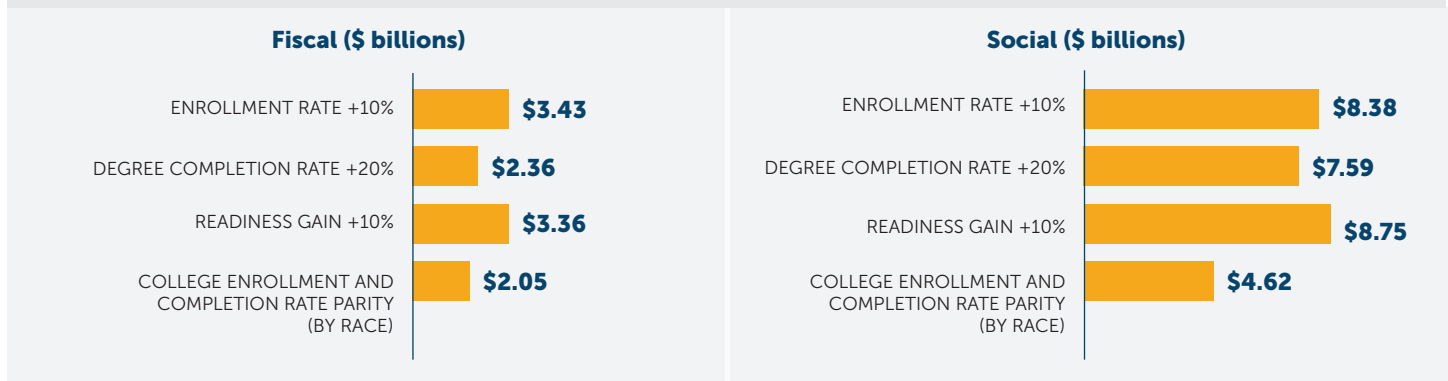 Fiscal ($ billions)
ENROLLMENT RATE +10%
$3.43
DEGREE COMPLETION RATE +20%
$2.36
READINESS GAIN +10%
$3.36
COLLEGE ENROLLMENT AND
COMPLETION RATE PARITY
(BY RACE)
$2.05
Social ($ billions)
ENROLLMENT RATE +10%
$8.38
DEGREE COMPLETION RATE +20%
$7.59
READINESS GAIN +10%
$8.75
COLLEGE ENROLLMENT AND
COMPLETION RATE PARITY
(BY RACE)
$4.62